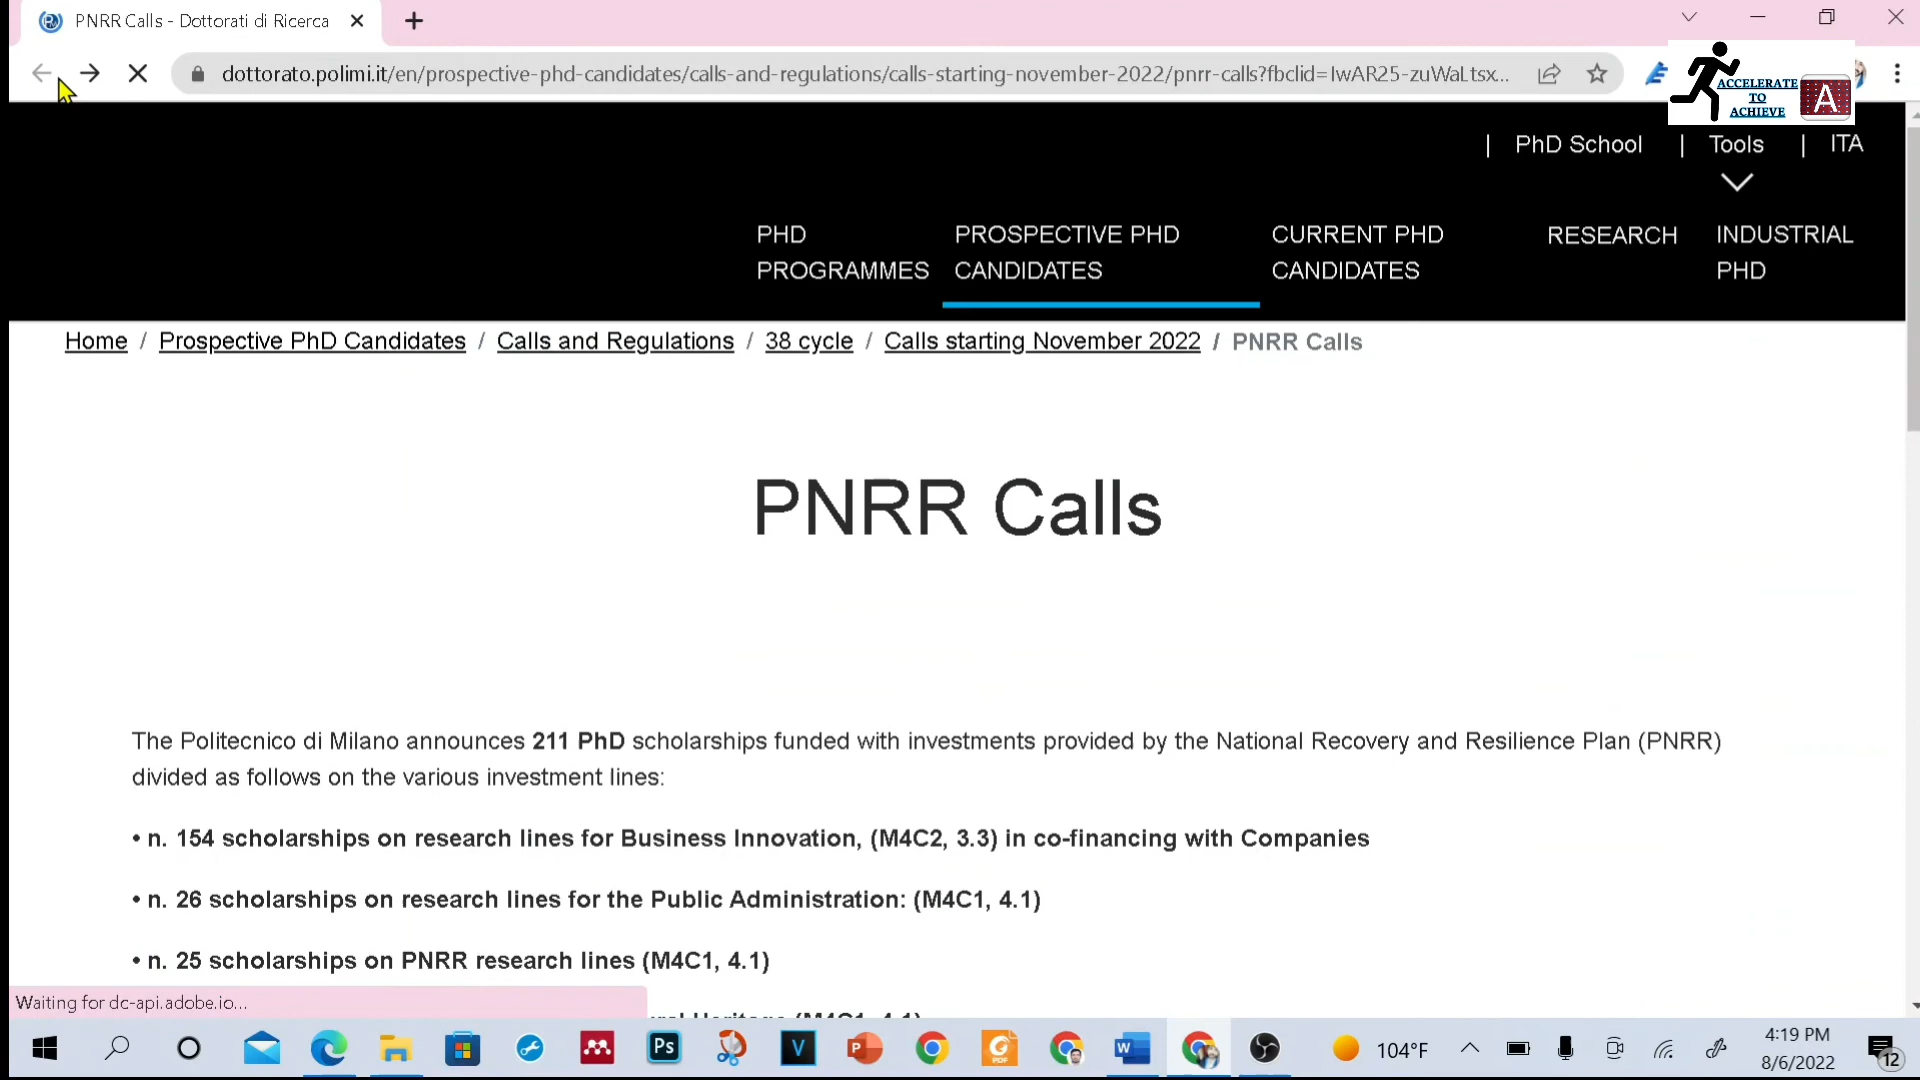 PNRR Calls - Dottorati di Ricerca
dottorato.polimi.it/en/prospective-phd-candidates/calls-and-regulations/calls-starting-november-2022/pnrr-calls?fbclid=IwAR25-zuWaLtsx...
ACCELERATE
TO
ACHIEVE
A
| PhD School | Tools | ITA
PHD PROGRAMMES
PROSPECTIVE PHD CANDIDATES
CURRENT PHD CANDIDATES
RESEARCH
INDUSTRIAL PHD
Home / Prospective PhD Candidates / Calls and Regulations / 38 cycle / Calls starting November 2022 / PNRR Calls
PNRR Calls
The Politecnico di Milano announces 211 PhD scholarships funded with investments provided by the National Recovery and Resilience Plan (PNRR)
divided as follows on the various investment lines:
• n. 154 scholarships on research lines for Business Innovation, (M4C2, 3.3) in co-financing with Companies
• n. 26 scholarships on research lines for the Public Administration: (M4C1, 4.1)
• n. 25 scholarships on PNRR research lines (M4C1, 4.1)
Heritage (M4C1, 4.1)
Waiting for dc-api.adobe.io...
Ps
V
P
W
104°F
4:19 PM
8/6/2022
12